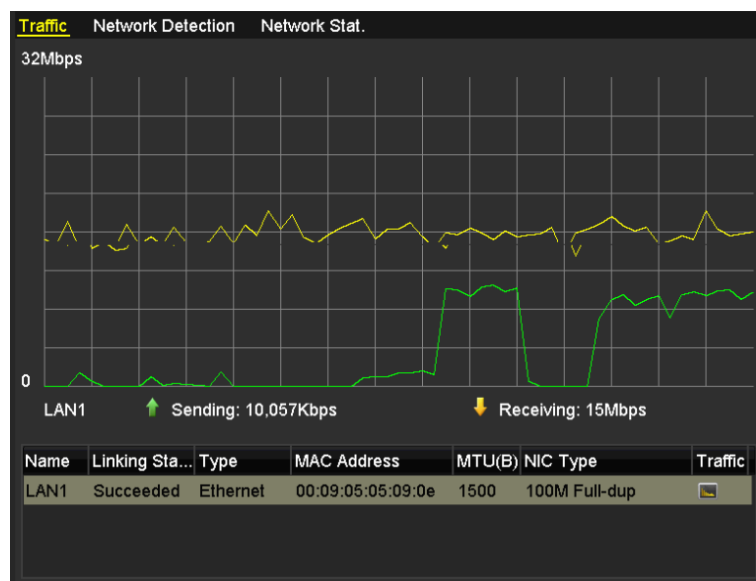 Traffic Network Detection Network Stat.
32Mbps
0
LAN1 Sending: 10,057Kbps Receiving: 15Mbps
Name Linking Sta... Type MAC Address MTU(B) NIC Type Traffic
LAN1 Succeeded Ethernet 00:09:05:05:09:0e 1500 100M Full-dup